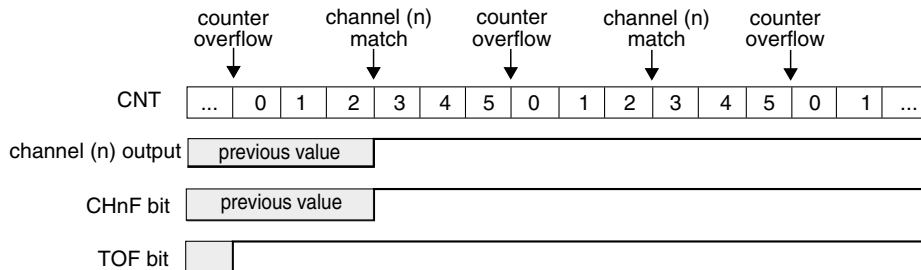 counter overflow
channel (n) match
counter overflow
channel (n) match
counter overflow
CNT ... 0 1 2 3 4 5 0 1 2 3 4 5 0 1 ...
channel (n) output previous value
CHnF bit previous value
TOF bit